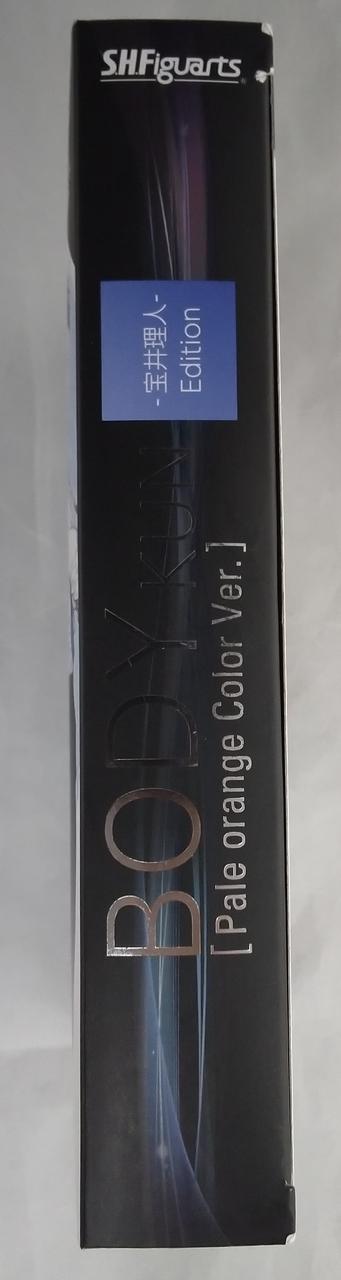 S.H.Figuarts
- 宝井理人 -
Edition
BODY KUN
[Pale orange Color Ver.]